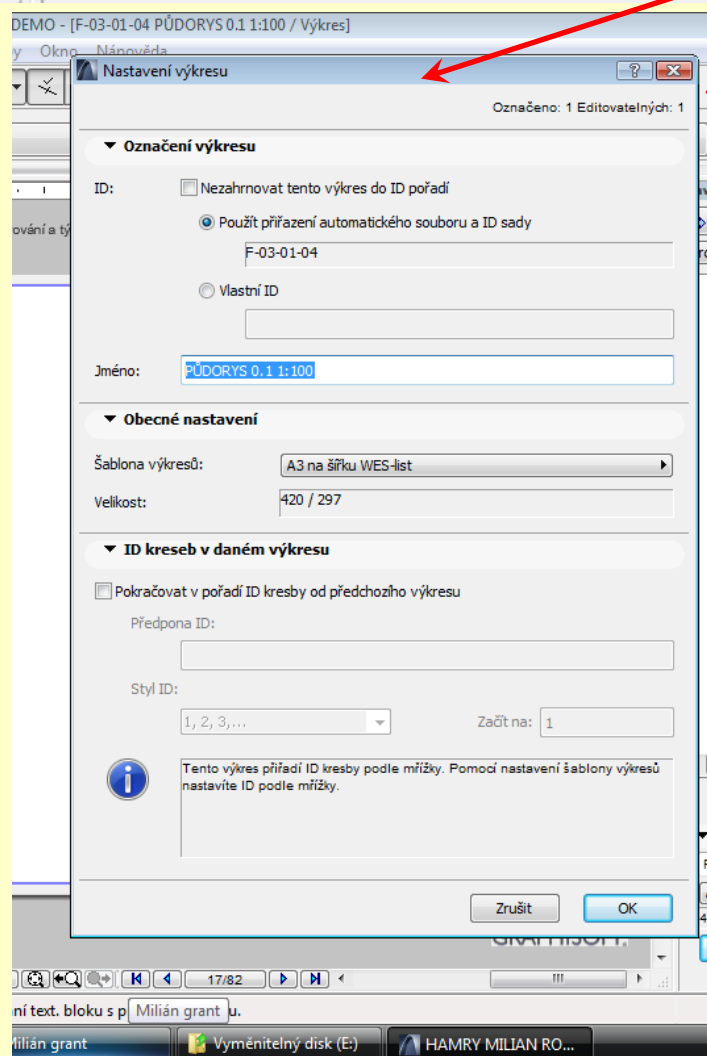 DEMO - [F-03-01-04 PŮDORYS 0.1 1:100 / Výkres]
y Okno Nápověda
Nastavení výkresu
Označeno: 1 Editovatelných: 1
Označení výkresu
ID:
Nezahrnovat tento výkres do ID pořadí
ování a tý
Použít přiřazení automatického souboru a ID sady
F-03-01-04
Vlastní ID
Jméno:
PŮDORYS 0.1 1:100
Obecné nastavení
Šablona výkresů:
A3 na šířku WES-list
Velikost:
420 / 297
ID kreseb v daném výkresu
Pokračovat v pořadí ID kresby od předchozího výkresu
Předpona ID:
Styl ID:
1, 2, 3,...
Začít na: 1
Tento výkres přiřadí ID kresby podle mřížky. Pomocí nastavení šablony výkresů
nastavíte ID podle mřížky.
Zrušit
OK
17/82
ní text. bloku s p Milián grant u.
Milián grant
Vyměnitelný disk (E:)
HAMRY MILIAN RO...